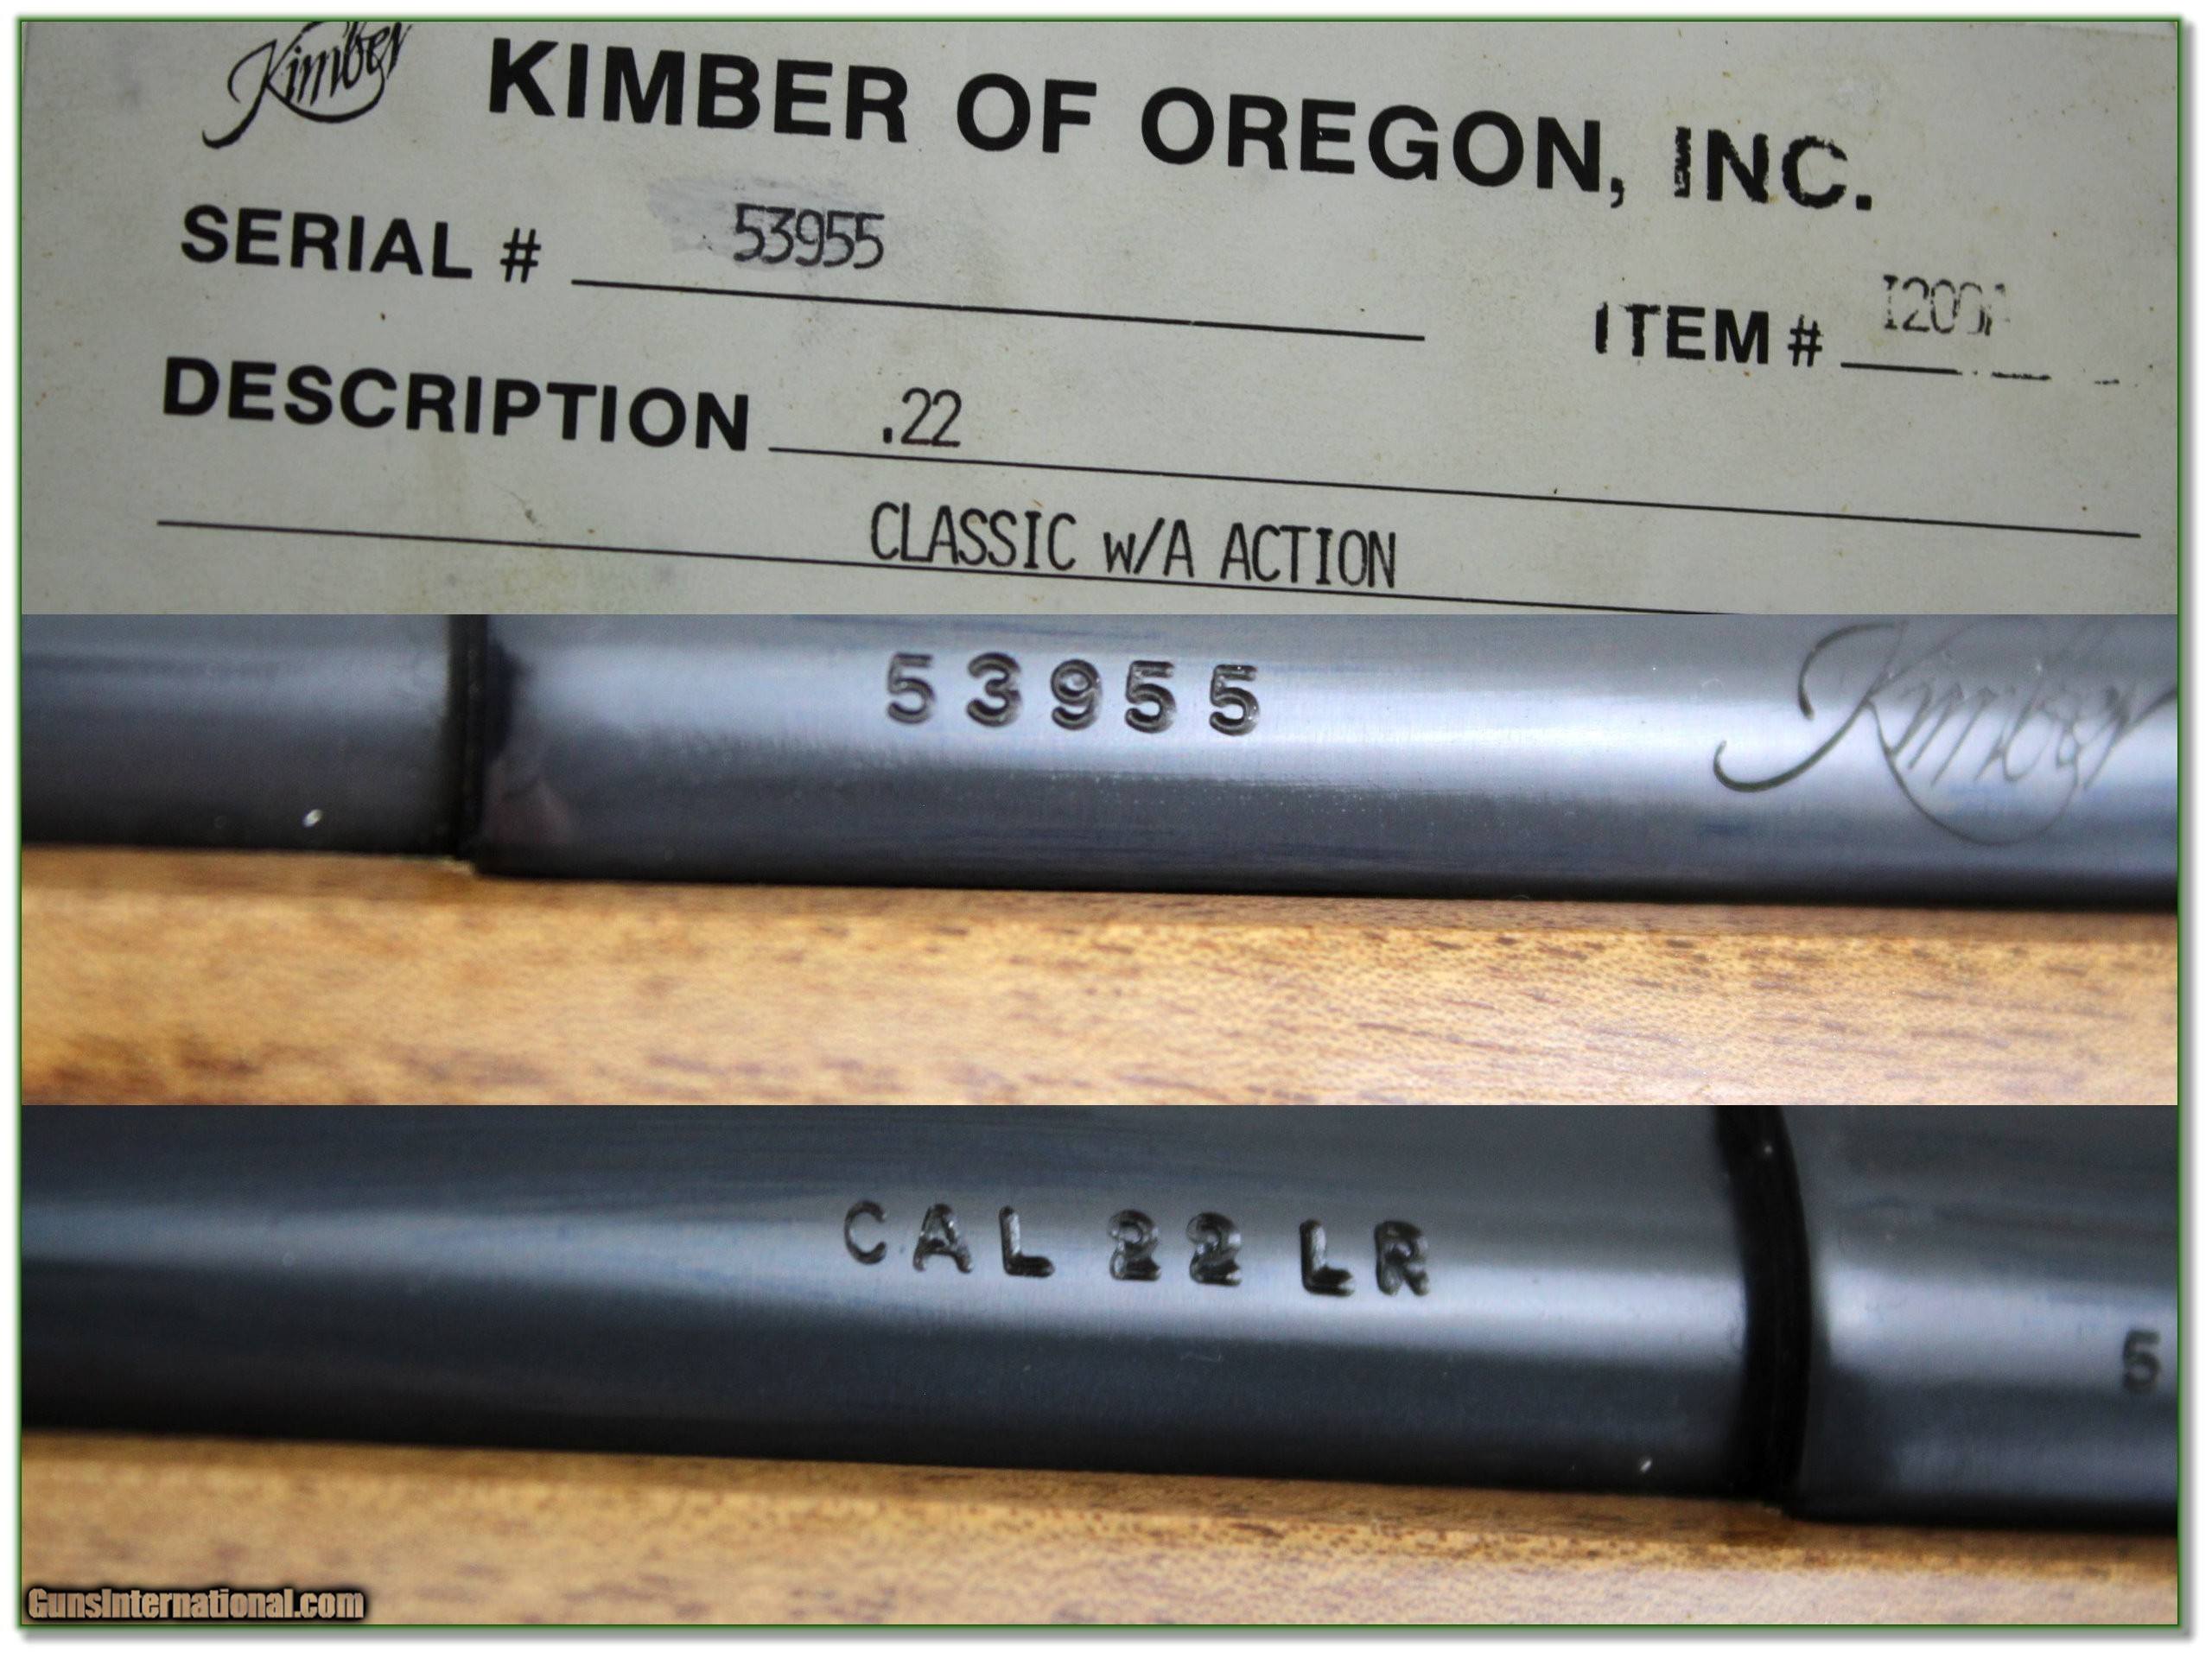 Kimber KIMBER OF OREGON, INC.
SERIAL # 53955
ITEM #
DESCRIPTION .22
CLASSIC w/A ACTION
53955 Kimber
CAL 22 LR
5
GunsInternational.com